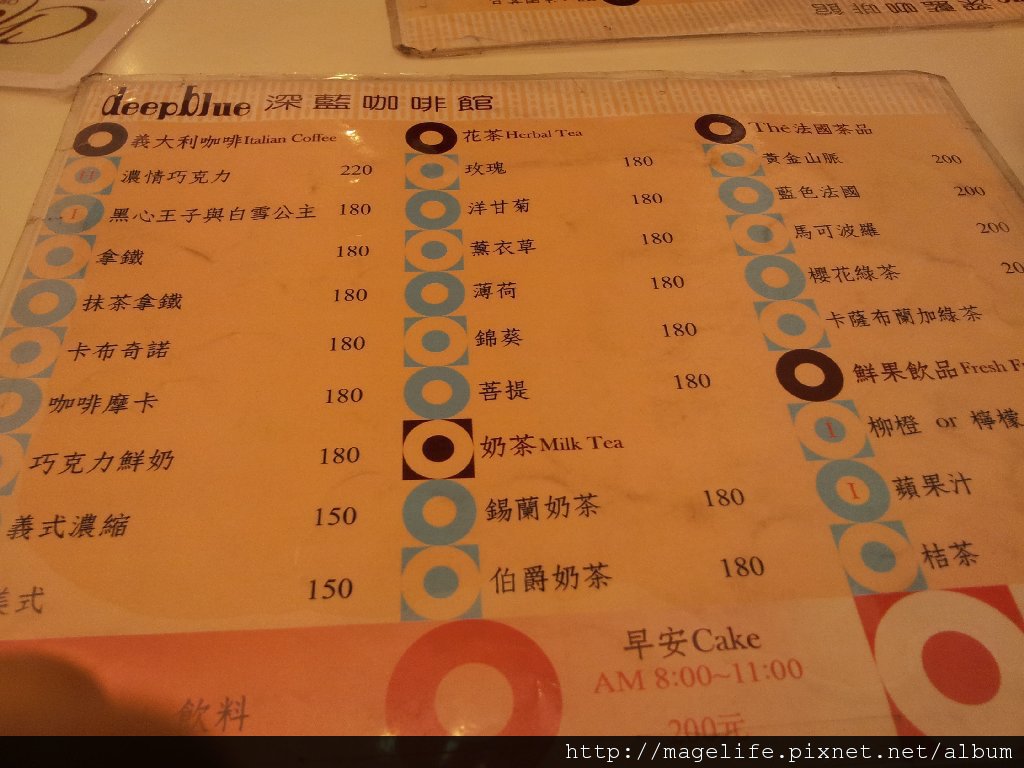 deepblue 深藍咖啡館
義大利咖啡 Italian Coffee
H 濃情巧克力 220
I 黑心王子與白雪公主 180
拿鐵 180
抹茶拿鐵 180
卡布奇諾 180
咖啡摩卡 180
巧克力鮮奶 180
義式濃縮 150
美式 150
花茶 Herbal Tea
玫瑰 180
洋甘菊 180
薰衣草 180
薄荷 180
錦葵 180
菩提 180
奶茶 Milk Tea
錫蘭奶茶 180
伯爵奶茶 180
Thé 法國茶品
黃金山脈 200
藍色法國 200
馬可波羅 200
櫻花綠茶 20
卡薩布蘭加綠茶
鮮果飲品 Fresh F
I 柳橙 or 檸檬
I 蘋果汁
桔茶
早安Cake
AM 8:00~11:00
200元
飲料
http://magelife.pixnet.net/album